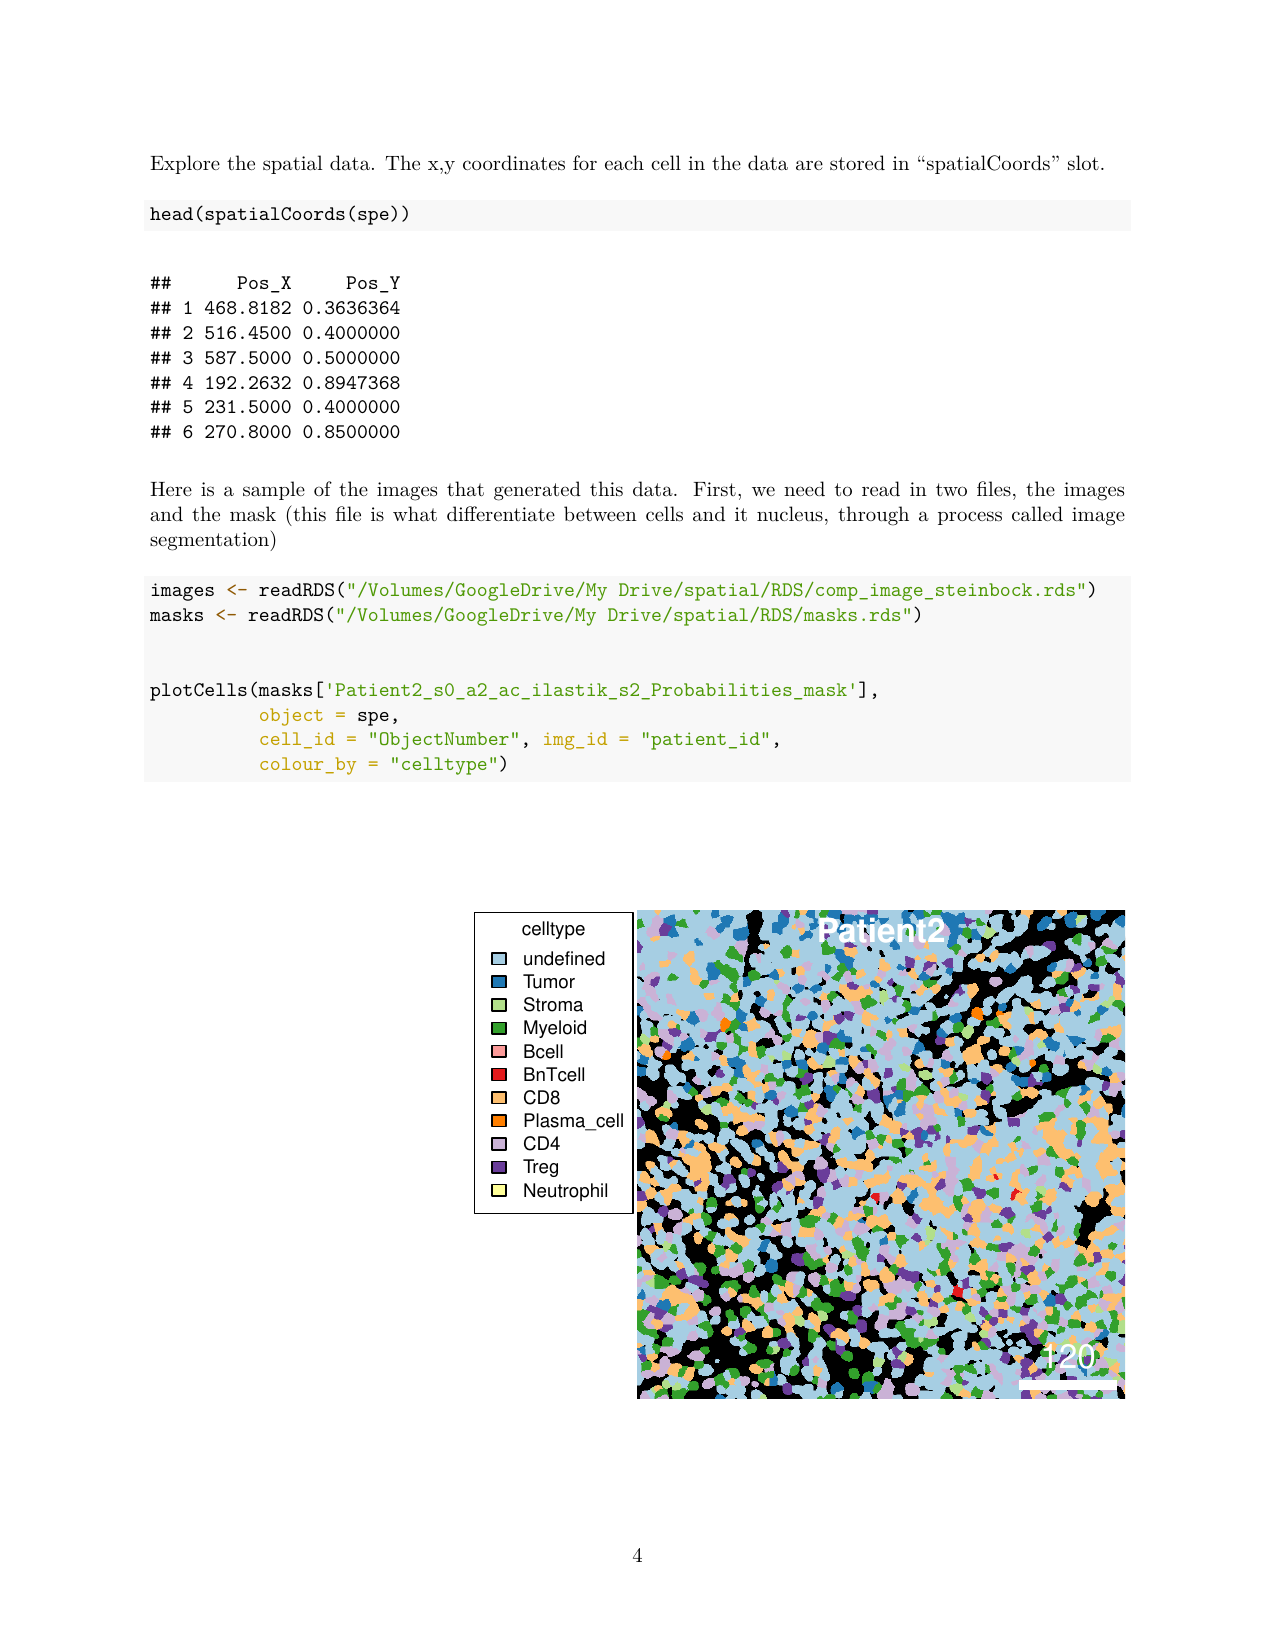 Explore the spatial data. The x,y coordinates for each cell in the data are stored in “spatialCoords” slot.
head(spatialCoords(spe))
##      Pos_X     Pos_Y
## 1 468.8182 0.3636364
## 2 516.4500 0.4000000
## 3 587.5000 0.5000000
## 4 192.2632 0.8947368
## 5 231.5000 0.4000000
## 6 270.8000 0.8500000
Here is a sample of the images that generated this data. First, we need to read in two files, the images
and the mask (this file is what differentiate between cells and it nucleus, through a process called image
segmentation)
images <- readRDS("/Volumes/GoogleDrive/My Drive/spatial/RDS/comp_image_steinbock.rds")
masks <- readRDS("/Volumes/GoogleDrive/My Drive/spatial/RDS/masks.rds")
plotCells(masks['Patient2_s0_a2_ac_ilastik_s2_Probabilities_mask'],
          object = spe,
          cell_id = "ObjectNumber", img_id = "patient_id",
          colour_by = "celltype")
celltype
undefined
Tumor
Stroma
Myeloid
Bcell
BnTcell
CD8
Plasma_cell
CD4
Treg
Neutrophil
Patient2
120
4